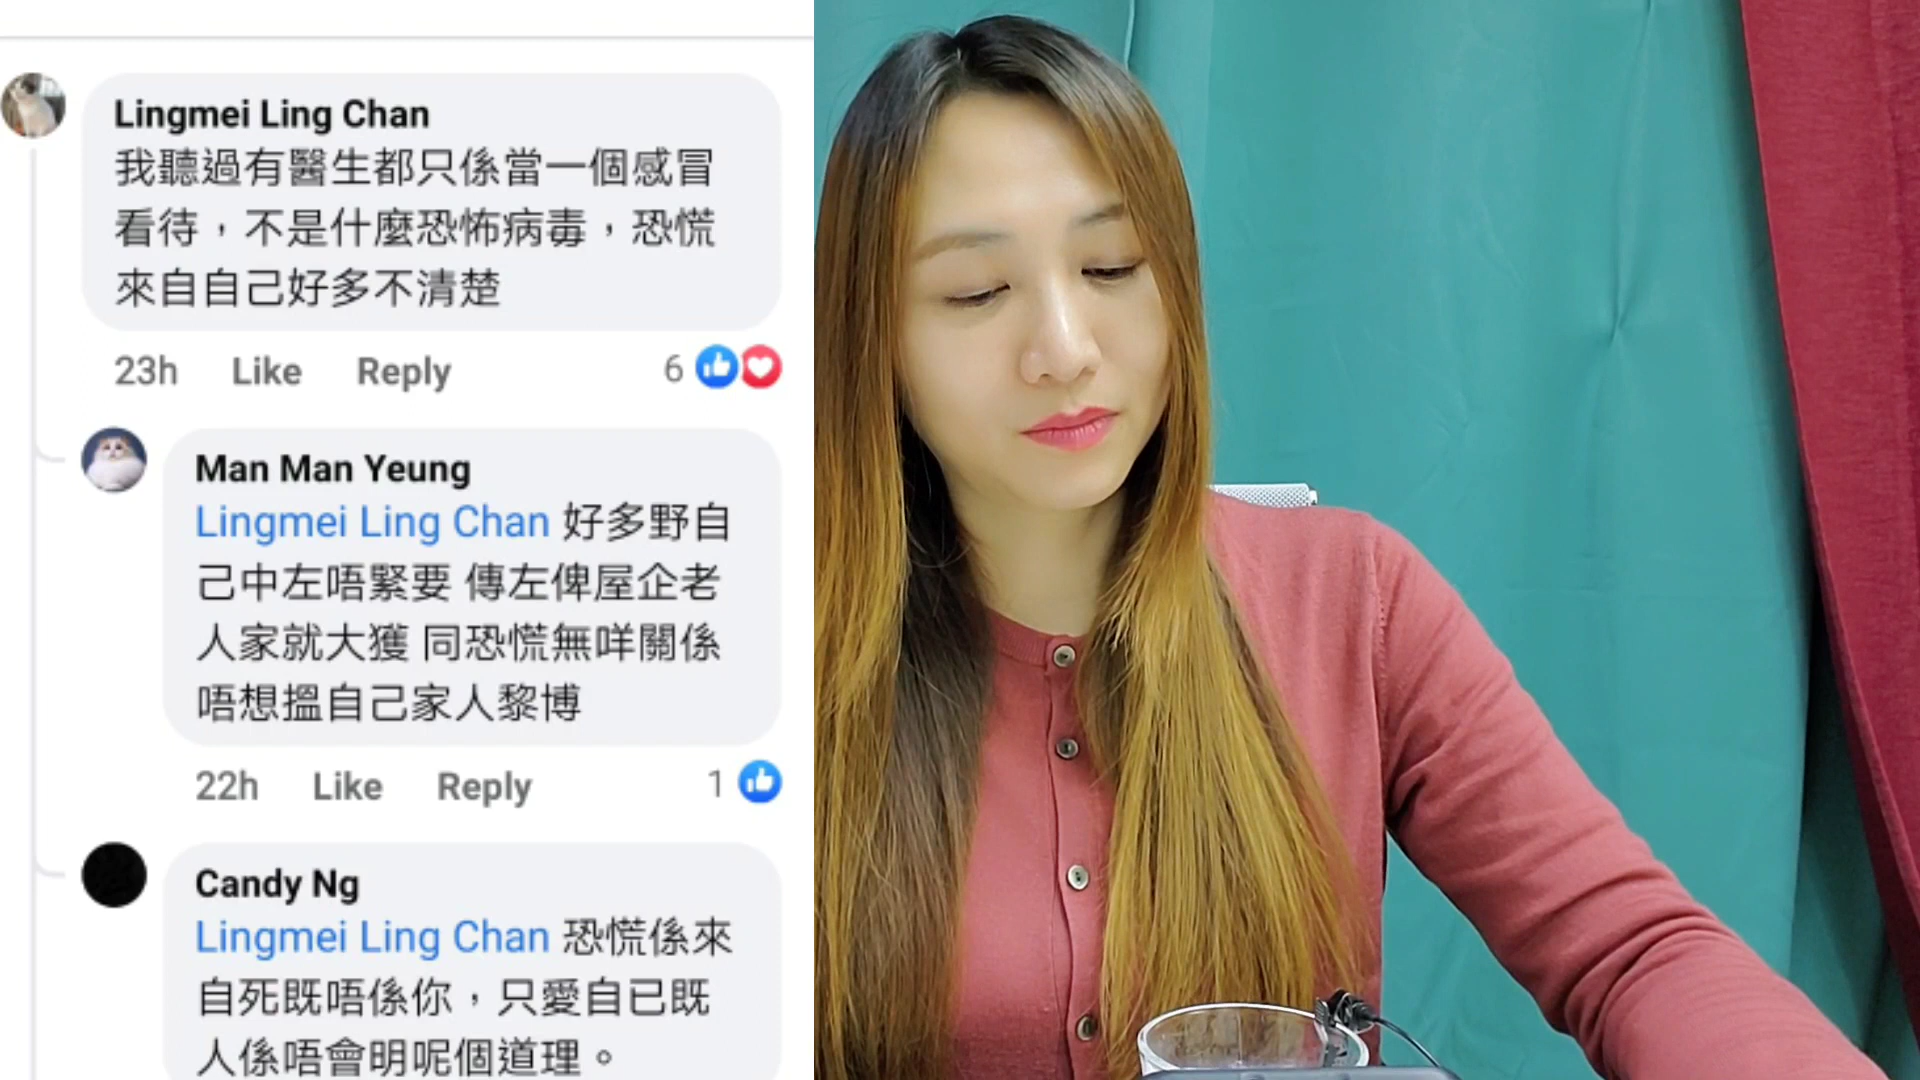 Lingmei Ling Chan
我聽過有醫生都只係當一個感冒
看待，不是什麼恐怖病毒，恐慌
來自自己好多不清楚
23h Like Reply 6
Man Man Yeung
Lingmei Ling Chan 好多野自
己中左唔緊要 傳左俾屋企老
人家就大獲 同恐慌無咩關係
唔想搵自己家人黎博
22h Like Reply 1
Candy Ng
Lingmei Ling Chan 恐慌係來
自死既唔係你，只愛自已既
人係唔會明呢個道理。